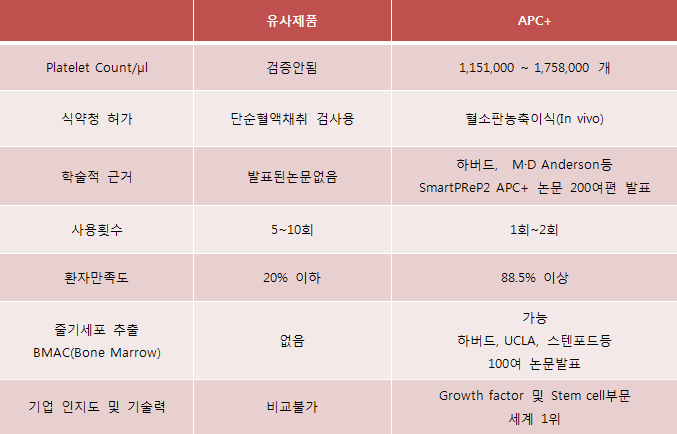 유사제품 APC+
Platelet Count/μl 검증안됨 1,151,000 ~ 1,758,000 개
식약청 허가 단순혈액채취 검사용 혈소판농축이식(In vivo)
학술적 근거 발표된논문없음 하버드, M·D Anderson등
SmartPReP2 APC+ 논문 200여편 발표
사용횟수 5~10회 1회~2회
환자만족도 20% 이하 88.5% 이상
줄기세포 추출
BMAC(Bone Marrow)
없음
가능
하버드, UCLA, 스텐포드등
100여 논문발표
기업 인지도 및 기술력 비교불가 Growth factor 및 Stem cell부문
세계 1위